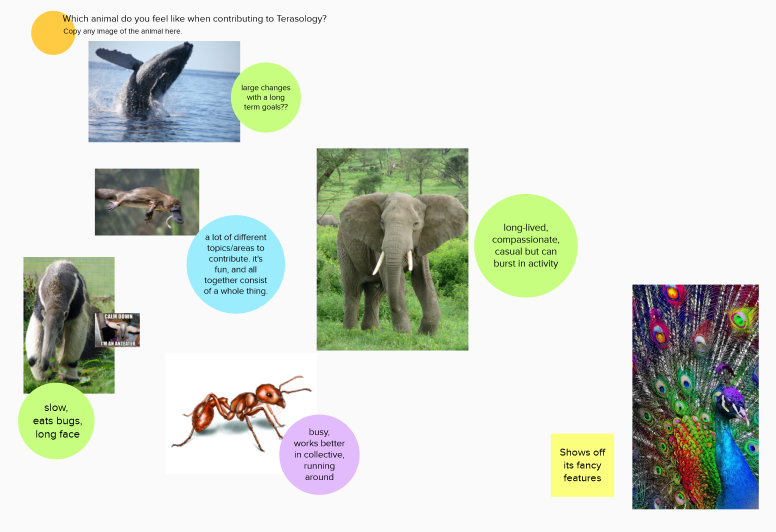 Which animal do you feel like when contributing to Terasology?
Copy any image of the animal here.
large changes
with a long
term goals??
a lot of different
topics/areas to
contribute. it's
fun, and all
together consist
of a whole thing.
long-lived,
compassionate,
casual but can
burst in activity
CALM DOWN
I'M AN ANTEATER
slow,
eats bugs,
long face
busy,
works better
in collective,
running
around
Shows off
its fancy
features